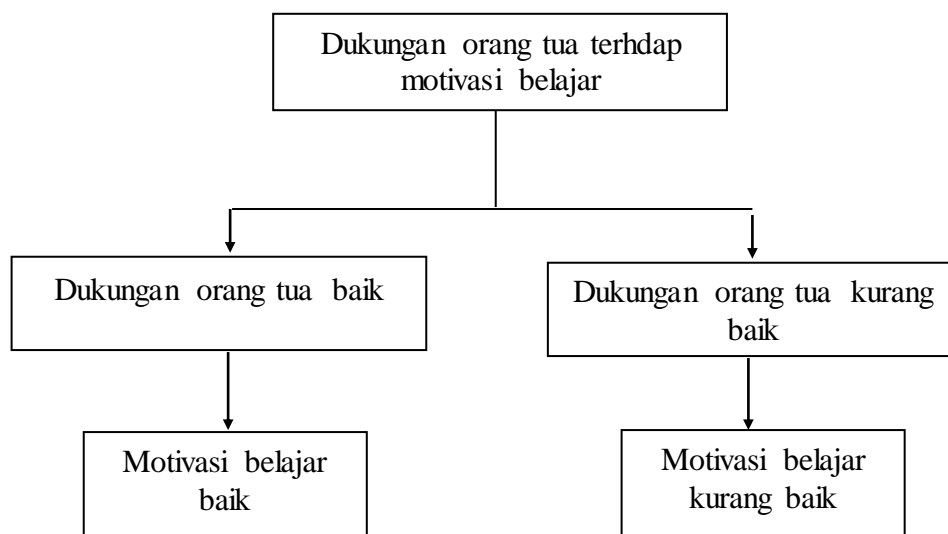 Dukungan orang tua terhdap
motivasi belajar
Dukungan orang tua baik
Dukungan orang tua kurang
baik
Motivasi belajar
baik
Motivasi belajar
kurang baik